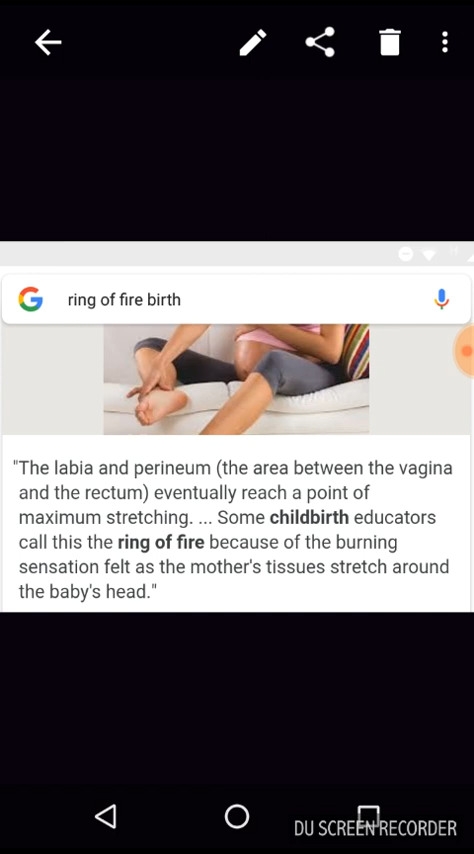 ring of fire birth
"The labia and perineum (the area between the vagina
and the rectum) eventually reach a point of
maximum stretching. ... Some childbirth educators
call this the ring of fire because of the burning
sensation felt as the mother's tissues stretch around
the baby's head."
DU SCREEN RECORDER